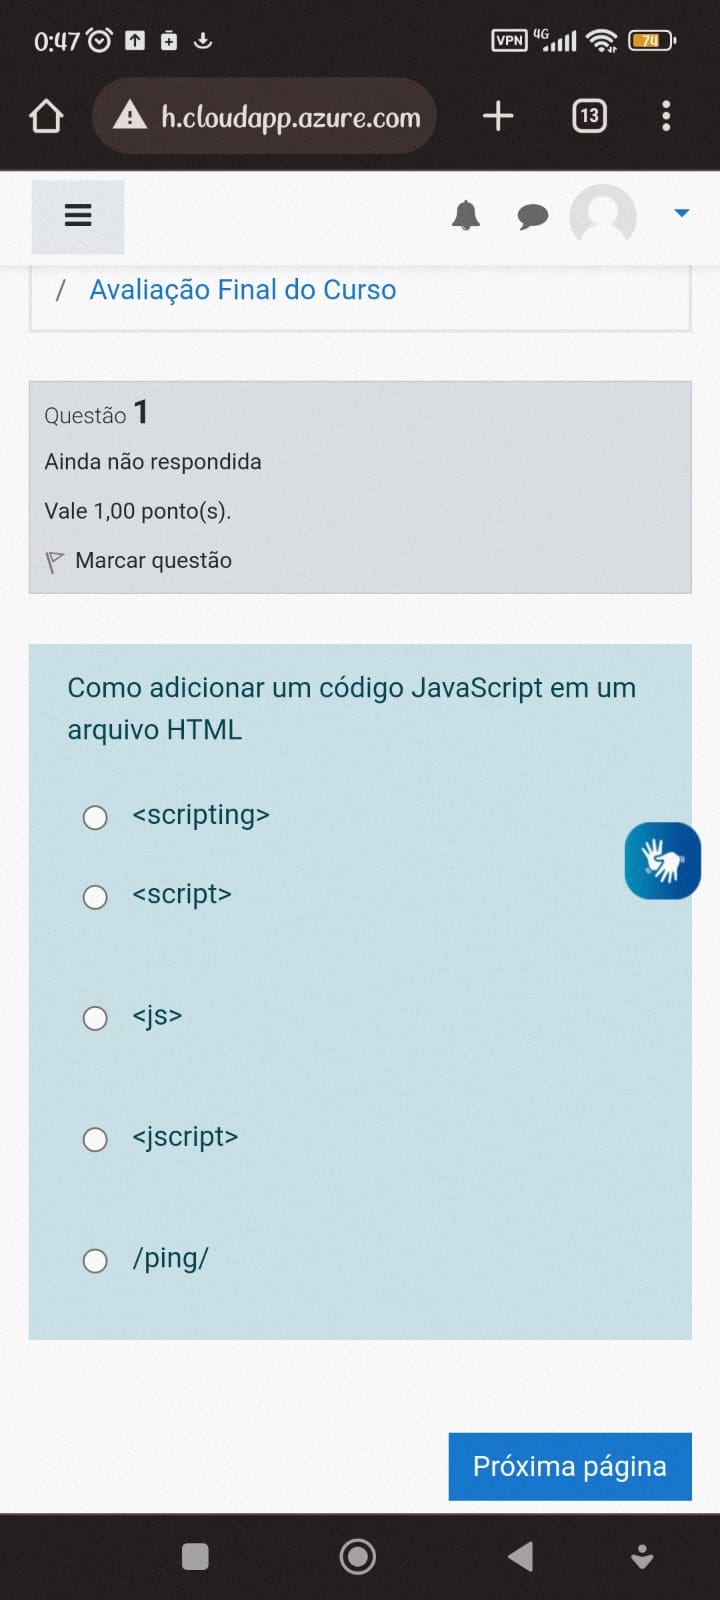 0:47
VPN 4G 74
h.cloudapp.azure.com
13
/ Avaliação Final do Curso
Questão 1
Ainda não respondida
Vale 1,00 ponto(s).
Marcar questão
Como adicionar um código JavaScript em um
arquivo HTML
<scripting>
<script>
<js>
<jscript>
/ping/
Próxima página